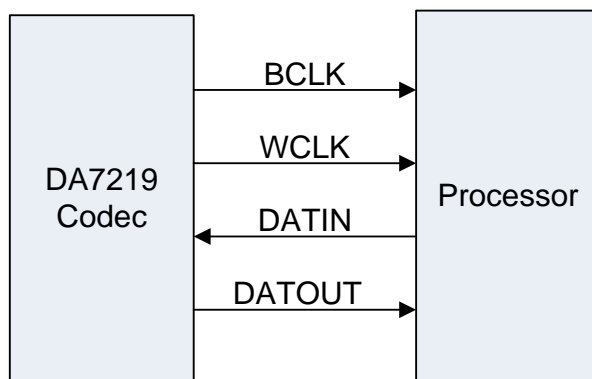 DA7219
Codec
BCLK
WCLK
DATIN
DATOUT
Processor